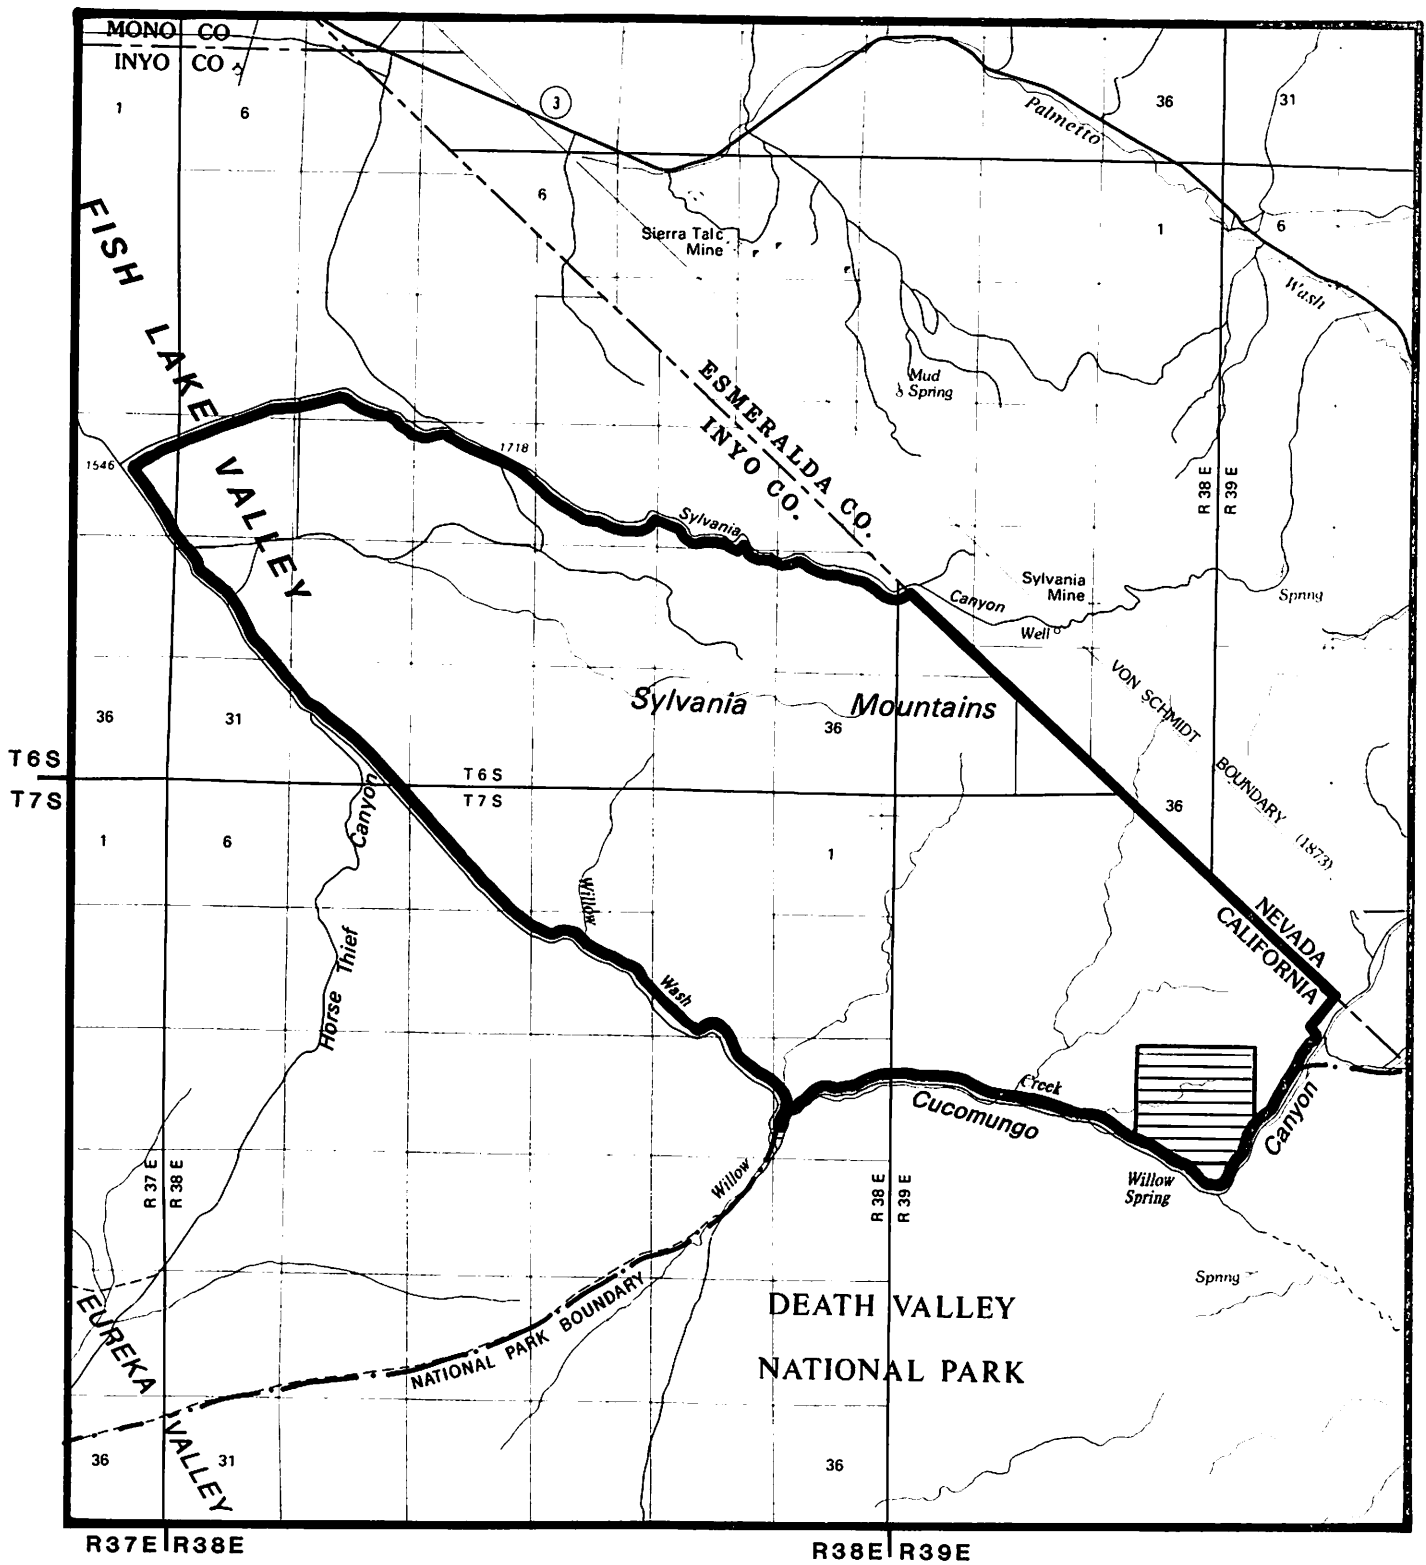 MONO CO
INYO CO
1
6
3
36
31
Palmetto
6
1
6
Sierra Talc
Mine
Wash
FISH LAKE VALLEY
Mud
Spring
ESMERALDA CO.
INYO CO.
1546
1718
R 38 E
R 39 E
Sylvania
Sylvania
Mine
Canyon
Spring
Well
VON SCHMIDT BOUNDARY (1873)
Sylvania Mountains
36
31
36
T 6 S
T 7 S
T 6 S
T 7 S
36
Canyon
1
6
1
Willow
NEVADA
CALIFORNIA
Horse Thief
Wash
Creek
Cucomungo
Canyon
R 37 E
R 38 E
Willow
Willow
Spring
R 38 E
R 39 E
Spring
EUREKA
VALLEY
NATIONAL PARK BOUNDARY
DEATH VALLEY
NATIONAL PARK
36
31
36
R37E R38E
R38E R39E